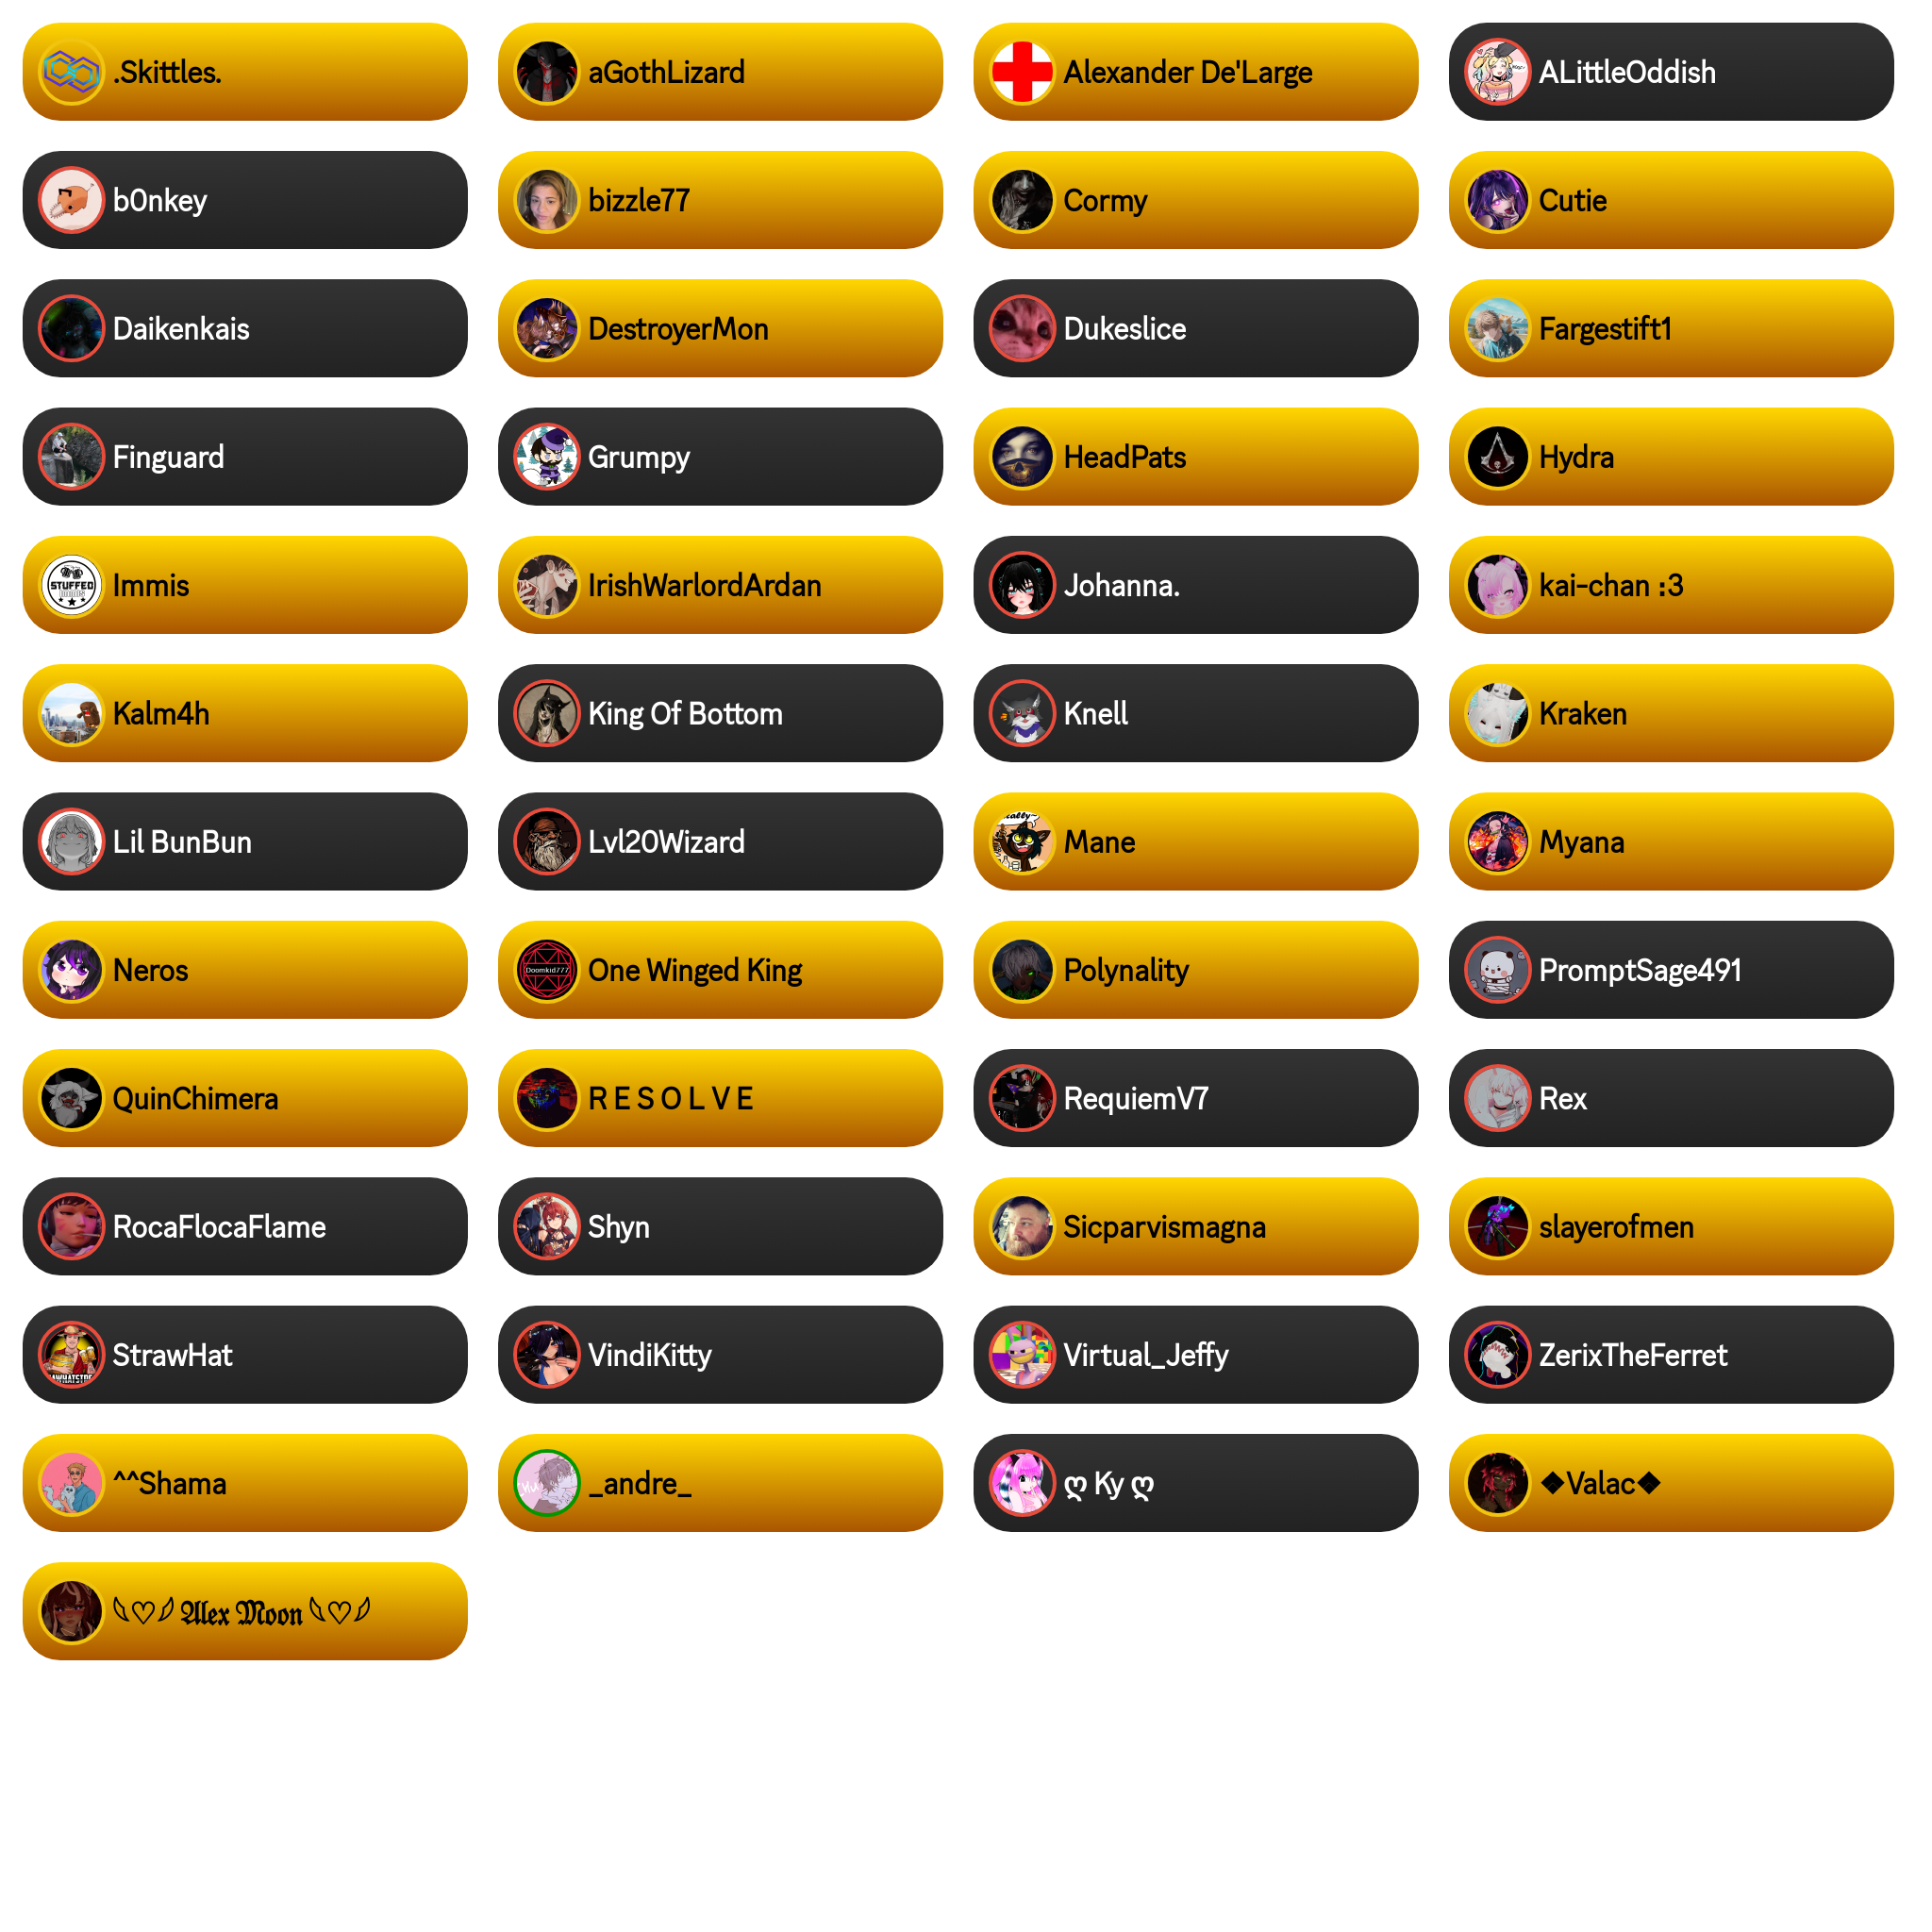 .Skittles.
aGothLizard
Alexander De'Large
ALittleOddish
b0nkey
bizzle77
Cormy
Cutie
Daikenkais
DestroyerMon
Dukeslice
Fargestift1
Finguard
Grumpy
HeadPats
Hydra
STUFFED
Immis
IrishWarlordArdan
Johanna.
kai-chan :3
Kalm4h
King Of Bottom
Knell
Kraken
Lil BunBun
Lvl20Wizard
Mane
Myana
Neros
Doomkid777
One Winged King
Polynality
PromptSage491
QuinChimera
R E S O L V E
RequiemV7
Rex
RocaFlocaFlame
Shyn
Sicparvismagna
slayerofmen
StrawHat
VindiKitty
Virtual_Jeffy
ZerixTheFerret
^^Shama
_andre_
ღ Ky ღ
❖Valac❖
𓆩♡𓆪 𝕬𝖑𝖊𝖝 𝕸𝖔𝖔𝖓 𓆩♡𓆪